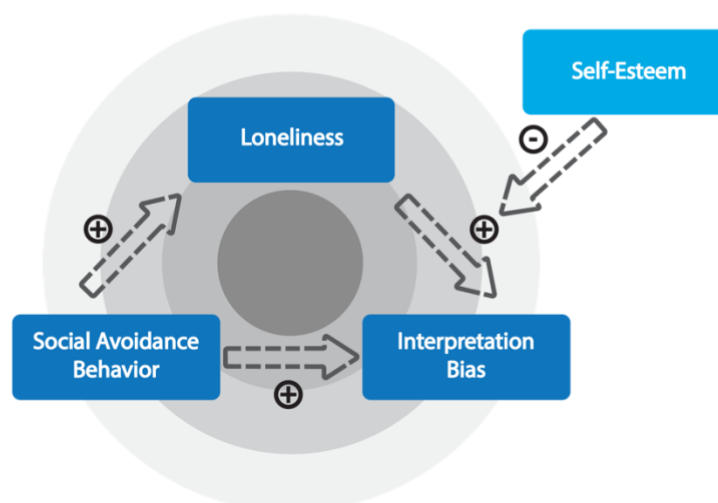 Self-Esteem
⊖
Loneliness
⊕
⊕
Social Avoidance
Behavior
Interpretation
Bias
⊕